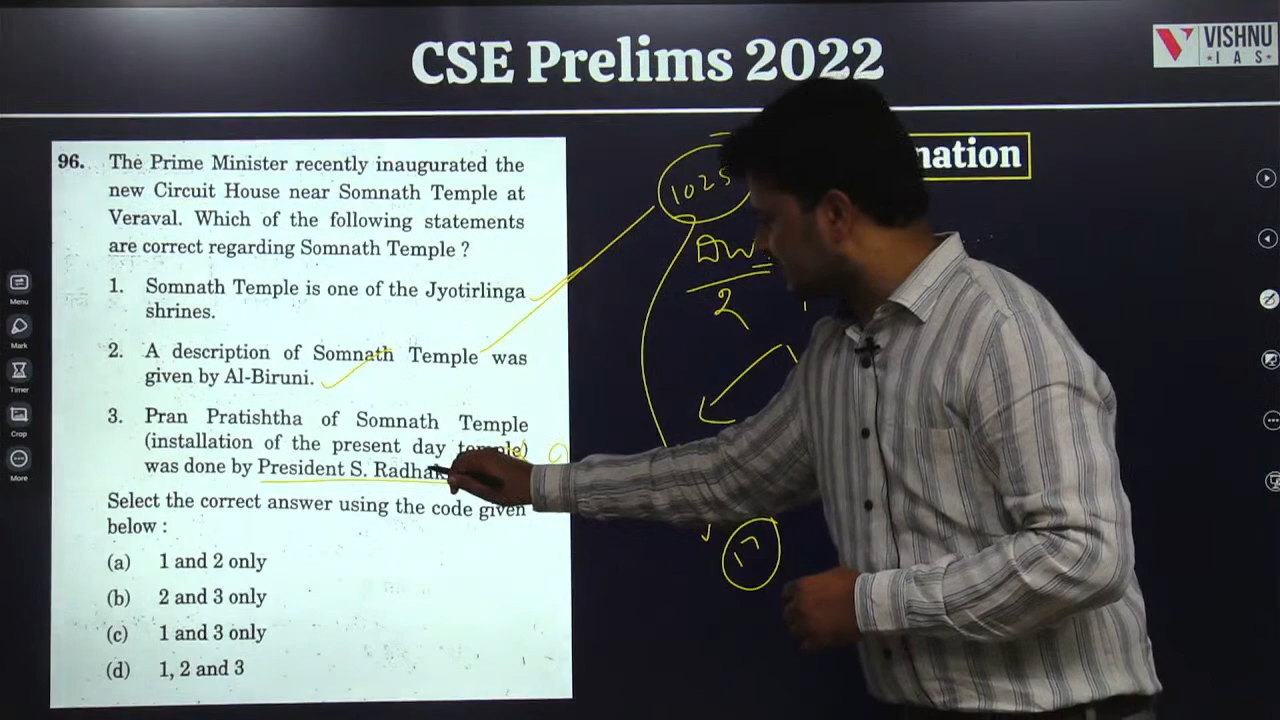 CSE Prelims 2022
VISHNU
IAS
96. The Prime Minister recently inaugurated the
new Circuit House near Somnath Temple at
Veraval. Which of the following statements
are correct regarding Somnath Temple ?
1. Somnath Temple is one of the Jyotirlinga
shrines.
2. A description of Somnath Temple was
given by Al-Biruni.
3. Pran Pratishtha of Somnath Temple
(installation of the present day temple)
was done by President S.
Select the correct answer using the code given
below :
(a) 1 and 2 only
(b) 2 and 3 only
(c) 1 and 3 only
(d) 1, 2 and 3
1025
2
17
Menu
Mark
Timer
Crop
More